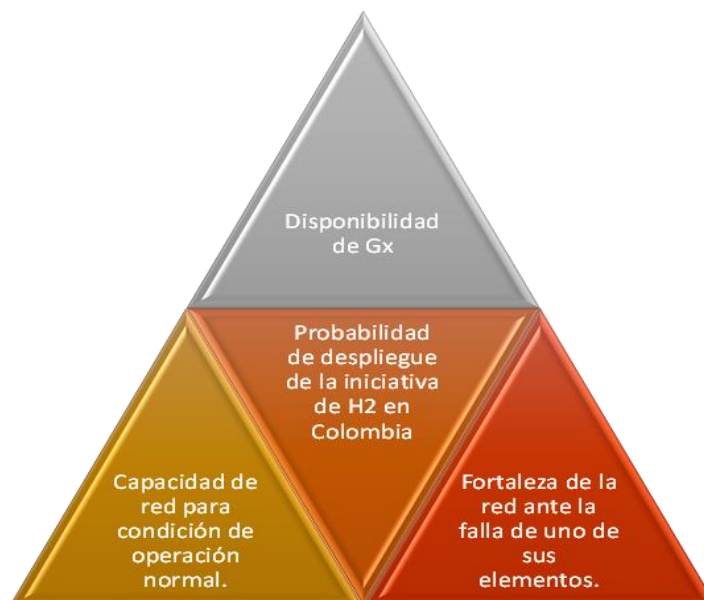 Disponibilidad
de Gx
Probabilidad
de despliegue
de la iniciativa
de H2 en
Colombia
Capacidad de
red para
condición de
operación
normal.
Fortaleza de la
red ante la
falla de uno de
sus
elementos.